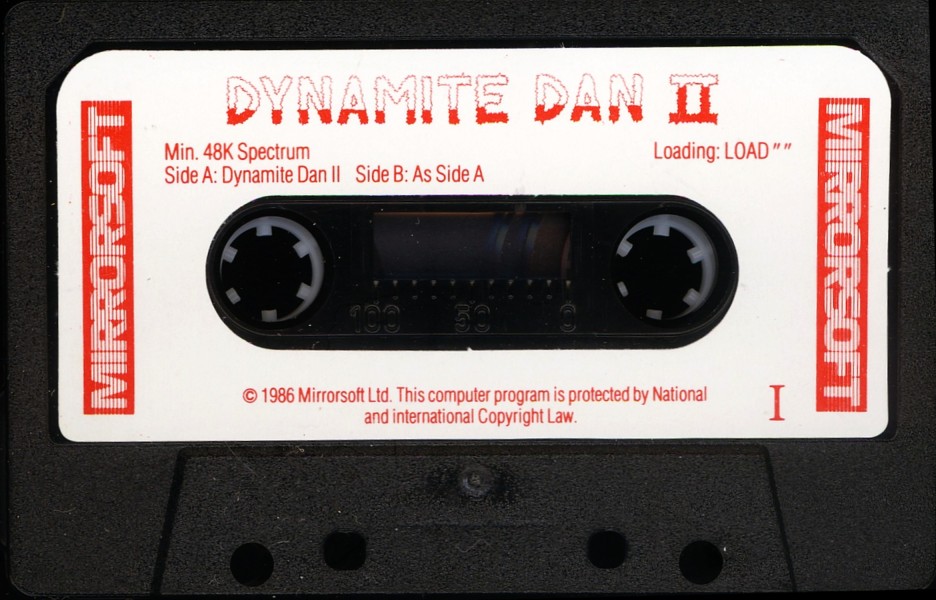 DYNAMITE DAN II
Min. 48K Spectrum
Loading: LOAD ″ ″
Side A: Dynamite Dan II Side B: As Side A
MIRRORSOFT
MIRRORSOFT
100 50 0
© 1986 Mirrorsoft Ltd. This computer program is protected by National
and international Copyright Law.
I